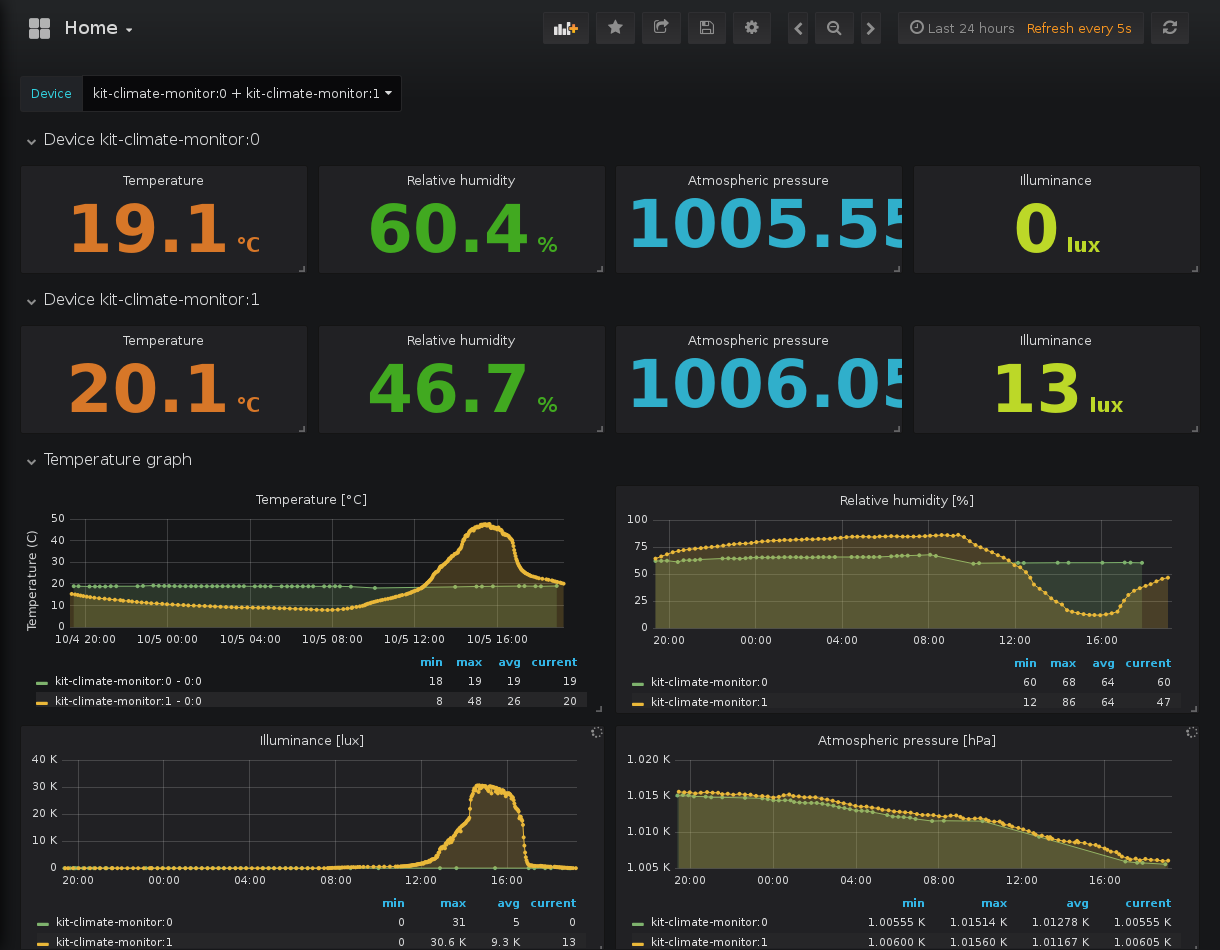 Home
Last 24 hours Refresh every 5s
Device kit-climate-monitor:0 + kit-climate-monitor:1
Device kit-climate-monitor:0
Temperature Relative humidity Atmospheric pressure Illuminance
19.1 °C 60.4 % 1005.55 0 lux
Device kit-climate-monitor:1
Temperature Relative humidity Atmospheric pressure Illuminance
20.1 °C 46.7 % 1006.05 13 lux
Temperature graph
Temperature [°C]
Temperature (C)
50
40
30
20
10
0
10/4 20:00 10/5 00:00 10/5 04:00 10/5 08:00 10/5 12:00 10/5 16:00
min max avg current
kit-climate-monitor:0 - 0:0 18 19 19 19
kit-climate-monitor:1 - 0:0 8 48 26 20
Relative humidity [%]
100
75
50
25
0
20:00 00:00 04:00 08:00 12:00 16:00
min max avg current
kit-climate-monitor:0 60 68 64 60
kit-climate-monitor:1 12 86 64 47
Illuminance [lux]
40 K
30 K
20 K
10 K
0
20:00 00:00 04:00 08:00 12:00 16:00
min max avg current
kit-climate-monitor:0 0 31 5 0
kit-climate-monitor:1 0 30.6 K 9.3 K 13
Atmospheric pressure [hPa]
1.020 K
1.015 K
1.010 K
1.005 K
20:00 00:00 04:00 08:00 12:00 16:00
min max avg current
kit-climate-monitor:0 1.00555 K 1.01514 K 1.01278 K 1.00555 K
kit-climate-monitor:1 1.00600 K 1.01560 K 1.01167 K 1.00605 K